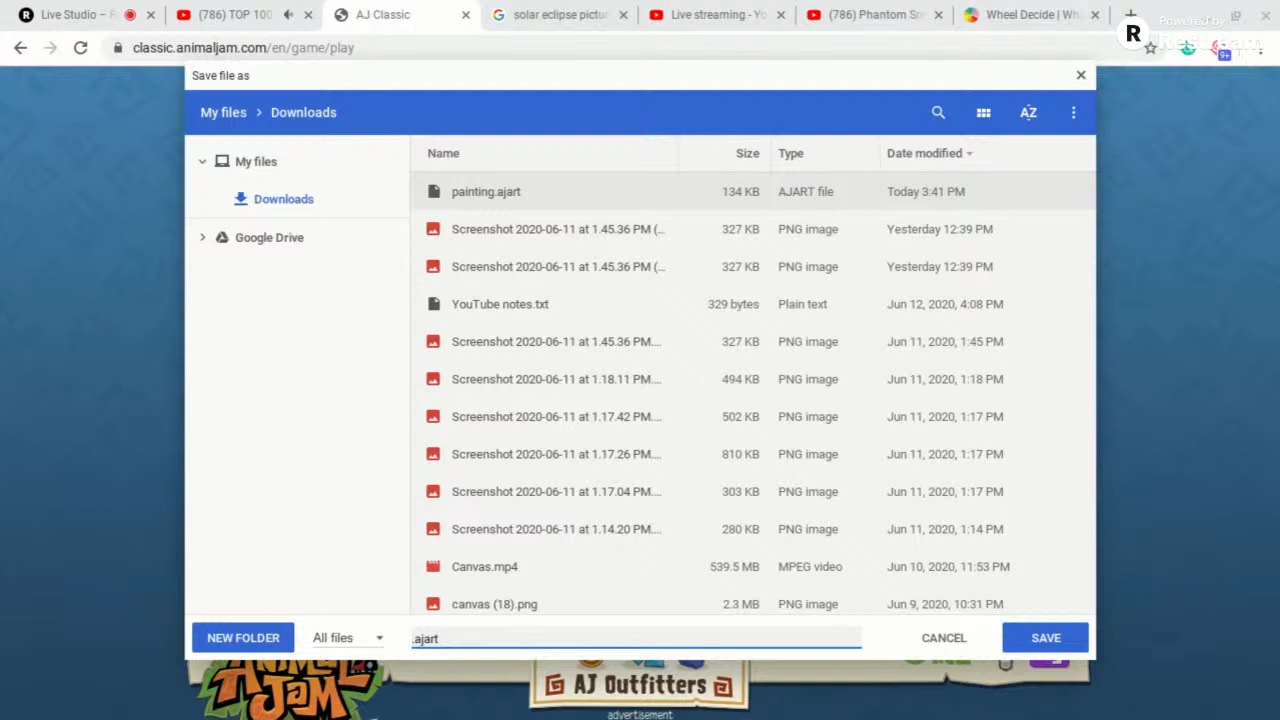 Live Studio – F
(786) TOP 100
AJ Classic
solar eclipse pictur
Live streaming - Yo
(786) Phantom Sn
Wheel Decide | Wh
Powered by
Restream
R
classic.animaljam.com/en/game/play
9+
Save file as
My files > Downloads
AZ
My files
Downloads
Google Drive
Name Size Type Date modified
painting.ajart 134 KB AJART file Today 3:41 PM
Screenshot 2020-06-11 at 1.45.36 PM (... 327 KB PNG image Yesterday 12:39 PM
Screenshot 2020-06-11 at 1.45.36 PM (... 327 KB PNG image Yesterday 12:39 PM
YouTube notes.txt 329 bytes Plain text Jun 12, 2020, 4:08 PM
Screenshot 2020-06-11 at 1.45.36 PM.... 327 KB PNG image Jun 11, 2020, 1:45 PM
Screenshot 2020-06-11 at 1.18.11 PM.... 494 KB PNG image Jun 11, 2020, 1:18 PM
Screenshot 2020-06-11 at 1.17.42 PM.... 502 KB PNG image Jun 11, 2020, 1:17 PM
Screenshot 2020-06-11 at 1.17.26 PM.... 810 KB PNG image Jun 11, 2020, 1:17 PM
Screenshot 2020-06-11 at 1.17.04 PM.... 303 KB PNG image Jun 11, 2020, 1:17 PM
Screenshot 2020-06-11 at 1.14.20 PM.... 280 KB PNG image Jun 11, 2020, 1:14 PM
Canvas.mp4 539.5 MB MPEG video Jun 10, 2020, 11:53 PM
canvas (18).png 2.3 MB PNG image Jun 9, 2020, 10:31 PM
NEW FOLDER All files .ajart CANCEL SAVE
ANIMAL JAM
AJ Outfitters
advertisement